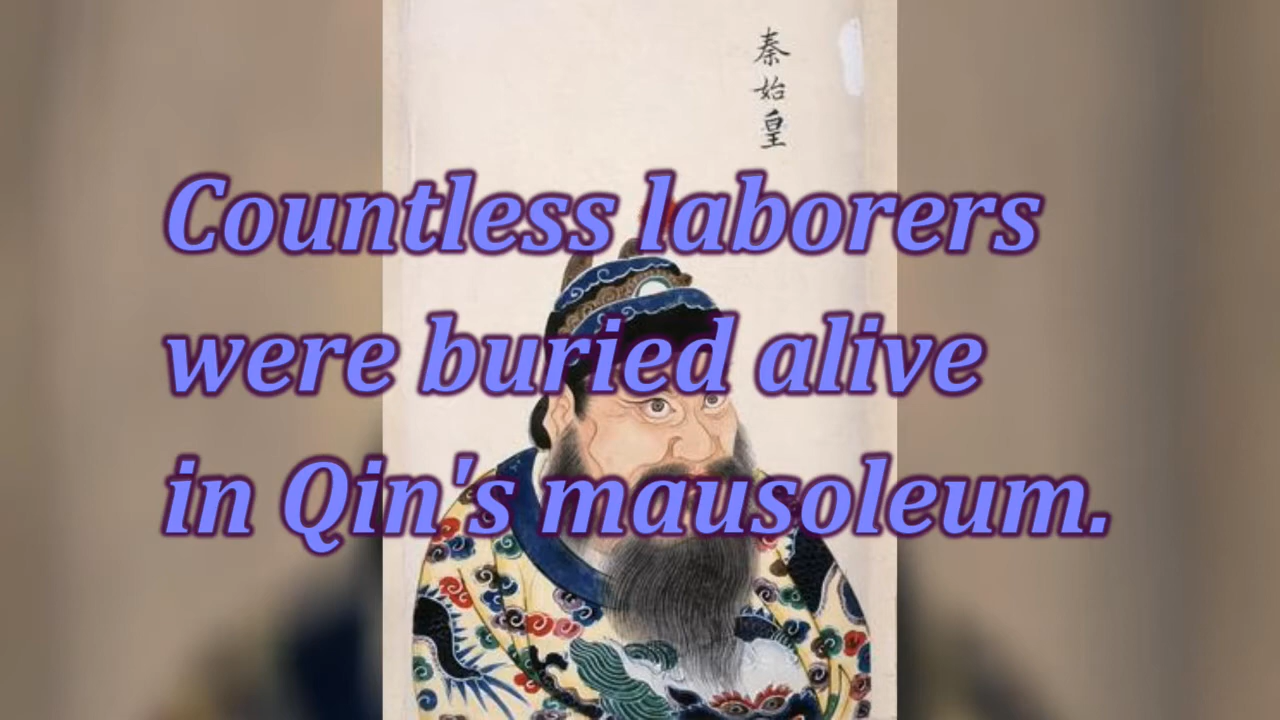 秦始皇
Countless laborers
were buried alive
in Qin's mausoleum.